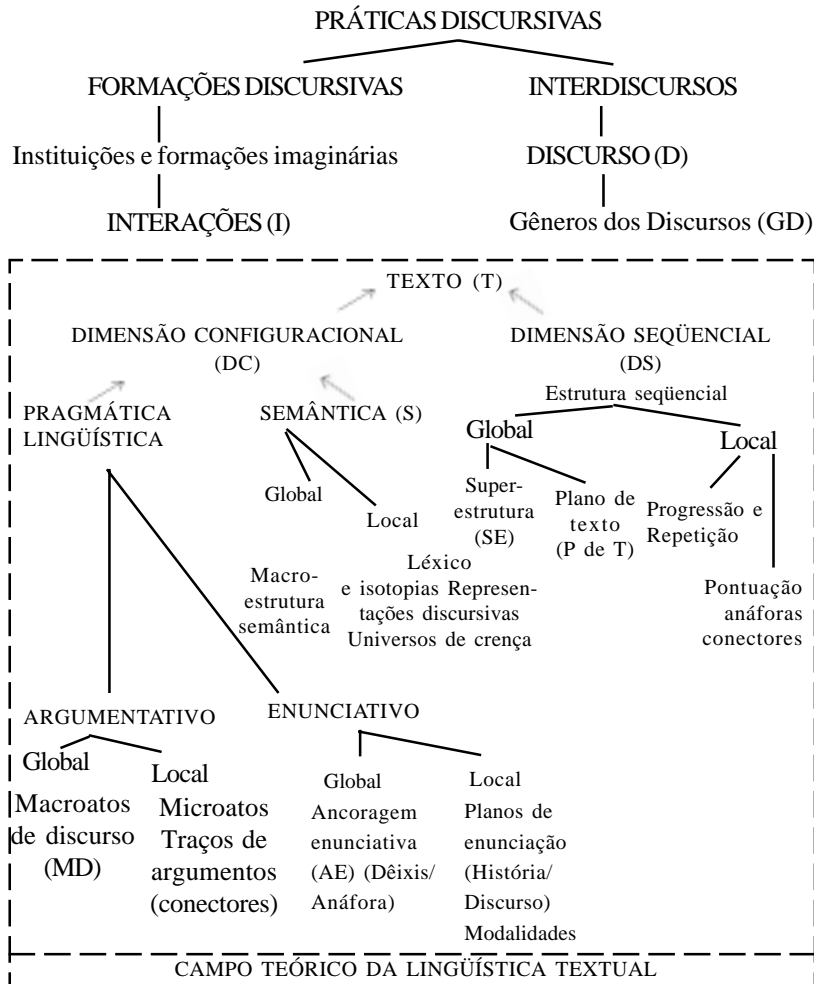 PRÁTICAS DISCURSIVAS
FORMAÇÕES DISCURSIVAS
INTERDISCURSOS
Instituições e formações imaginárias
DISCURSO (D)
INTERAÇÕES (I)
Gêneros dos Discursos (GD)
TEXTO (T)
DIMENSÃO CONFIGURACIONAL
(DC)
DIMENSÃO SEQÜENCIAL
(DS)
PRAGMÁTICA
LINGÜÍSTICA
SEMÂNTICA (S)
Global
Local
Macro-
estrutura
semântica
Léxico
e isotopias Represen-
tações discursivas
Universos de crença
Estrutura seqüencial
Global
Local
Super-
estrutura
(SE)
Plano de
texto
(P de T)
Progressão e
Repetição
Pontuação
anáforas
conectores
ARGUMENTATIVO
Global
Macroatos
de discurso
(MD)
Local
Microatos
Traços de
argumentos
(conectores)
ENUNCIATIVO
Global
Ancoragem
enunciativa
(AE) (Dêixis/
Anáfora)
Local
Planos de
enunciação
(História/
Discurso)
Modalidades
CAMPO TEÓRICO DA LINGÜÍSTICA TEXTUAL